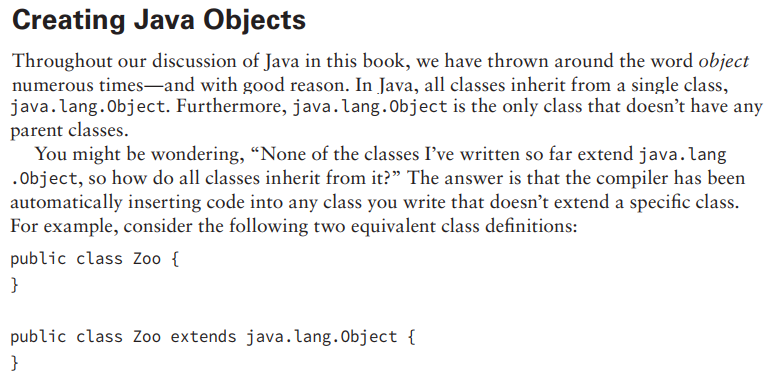 Creating Java Objects
Throughout our discussion of Java in this book, we have thrown around the word object
numerous times—and with good reason. In Java, all classes inherit from a single class,
java.lang.Object. Furthermore, java.lang.Object is the only class that doesn’t have any
parent classes.
You might be wondering, “None of the classes I’ve written so far extend java.lang
.Object, so how do all classes inherit from it?” The answer is that the compiler has been
automatically inserting code into any class you write that doesn’t extend a specific class.
For example, consider the following two equivalent class definitions:
public class Zoo {
}
public class Zoo extends java.lang.Object {
}